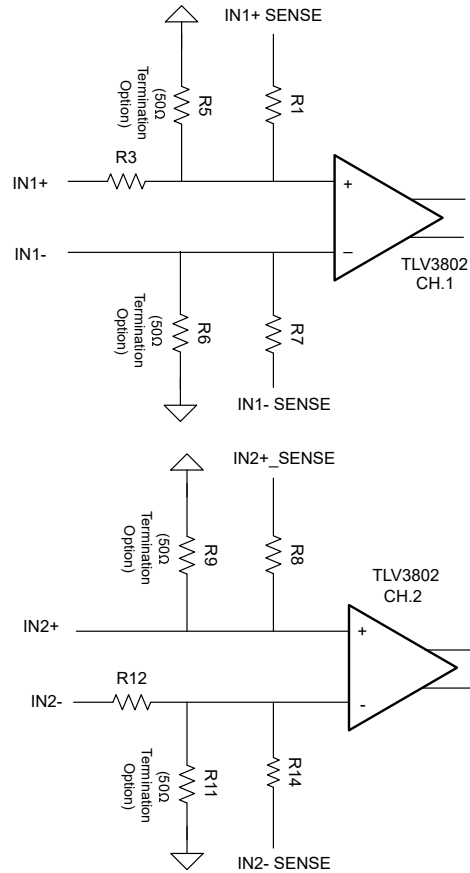 IN1+ SENSE
Termination
(50Ω
Option)
R5
R1
R3
IN1+
+
IN1-
−
TLV3802
CH.1
Termination
(50Ω
Option)
R6
R7
IN1- SENSE
IN2+_SENSE
Termination
(50Ω
Option)
R9
R8
TLV3802
CH.2
IN2+
+
R12
IN2-
-
Termination
(50Ω
Option)
R11
R14
IN2- SENSE